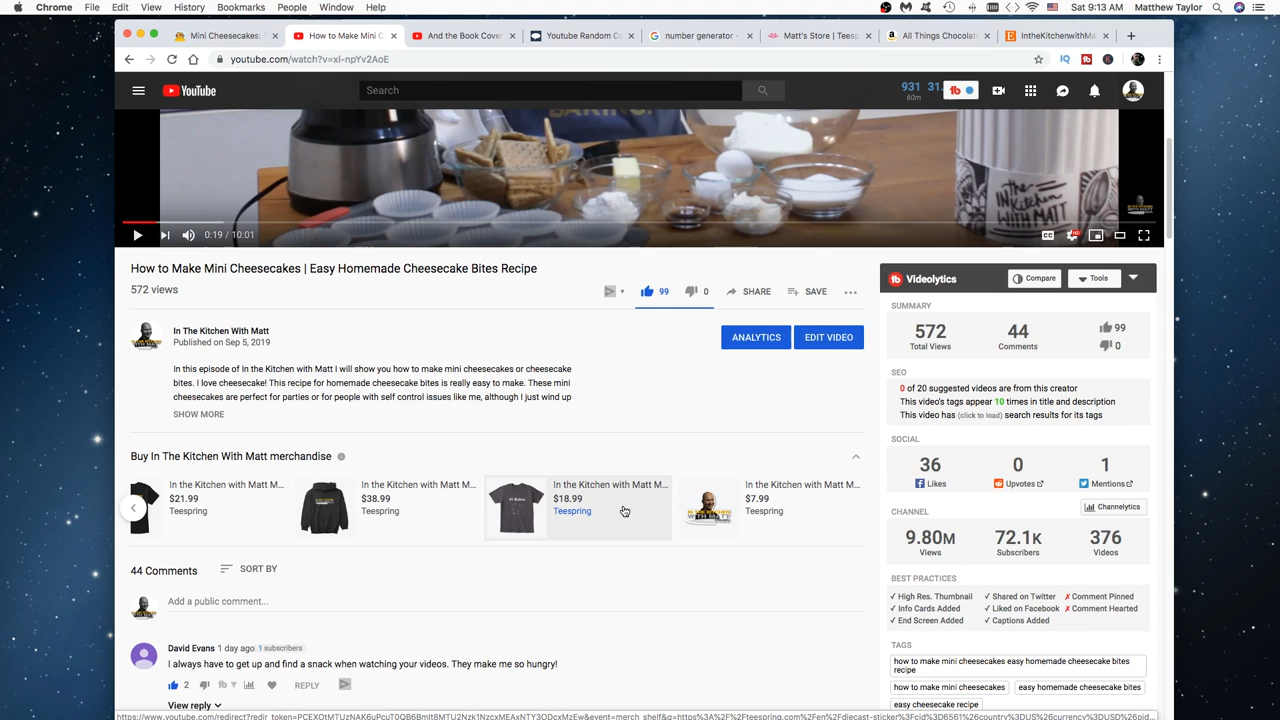 Chrome File Edit View History Bookmarks People Window Help
Sat 9:13 AM Matthew Taylor
Mini Cheesecakes:
How to Make Mini C
And the Book Cover
Youtube Random Co
number generator -
Matt's Store | Teesp
All Things Chocolate
IntheKitchenwithMa
youtube.com/watch?v=xl-npYv2AoE
YouTube
Search
931 31.
60m
BAKING!
the
IN KITCHEN
WITH MATT
0:19 / 10:01
How to Make Mini Cheesecakes | Easy Homemade Cheesecake Bites Recipe
572 views
99 0 SHARE SAVE
In The Kitchen With Matt
Published on Sep 5, 2019
ANALYTICS EDIT VIDEO
In this episode of In the Kitchen with Matt I will show you how to make mini cheesecakes or cheesecake
bites. I love cheesecake! This recipe for homemade cheesecake bites is really easy to make. These mini
cheesecakes are perfect for parties or for people with self control issues like me, although I just wind up
SHOW MORE
Buy In The Kitchen With Matt merchandise
In the Kitchen with Matt M...
$21.99
Teespring
In the Kitchen with Matt M...
$38.99
Teespring
In the Kitchen with Matt M...
$18.99
Teespring
In the Kitchen with Matt M...
$7.99
Teespring
44 Comments SORT BY
Add a public comment...
David Evans 1 day ago 1 subscribers
I always have to get up and find a snack when watching your videos. They make me so hungry!
2 REPLY
View reply
Videolytics Compare Tools
SUMMARY
572 44 99
Total Views Comments 0
SEO
0 of 20 suggested videos are from this creator
This video's tags appear 10 times in title and description
This video has (click to load) search results for its tags
SOCIAL
36 0 1
Likes Upvotes Mentions
CHANNEL Channelytics
9.80M 72.1K 376
Views Subscribers Videos
BEST PRACTICES
✓ High Res. Thumbnail ✓ Shared on Twitter ✗ Comment Pinned
✓ Info Cards Added ✓ Liked on Facebook ✗ Comment Hearted
✓ End Screen Added ✓ Captions Added
TAGS
how to make mini cheesecakes easy homemade cheesecake bites
recipe
how to make mini cheesecakes easy homemade cheesecake bites
easy cheesecake recipe